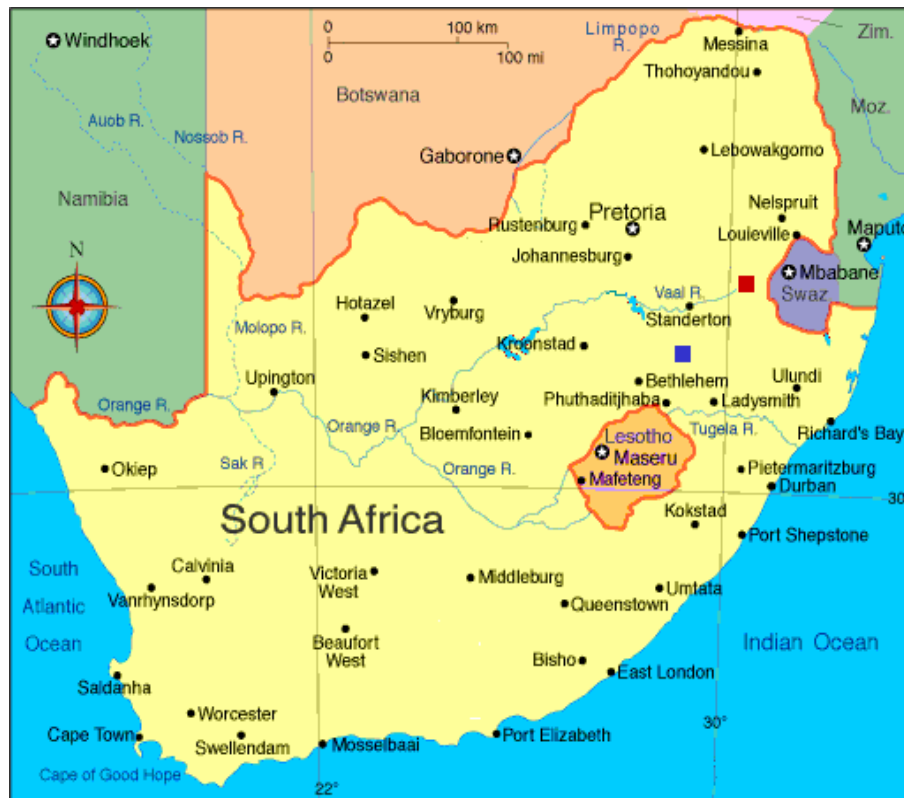 Windhoek
100 km
0
0
100 mi
Limpopo
R.
Messina
Zim.
Thohoyandou
Botswana
Moz.
Auob R.
Nossob R.
Gaborone
Lebowakgomo
Namibia
Nelspruit
Rustenburg
Pretoria
Louieville
Maputo
N
Johannesburg
Mbabane
Swaz
Hotazel
Vryburg
Vaal R.
Standerton
Molopo R.
Sishen
Kroonstad
Upington
Kimberley
Bethlehem
Ulundi
Orange R.
Phuthaditjhaba
Ladysmith
Orange R.
Bloemfontein
Lesotho
Tugela R.
Richard's Bay
Okiep
Sak R
Orange R.
Maseru
Mafeteng
Pietermaritzburg
Durban
30
South Africa
Kokstad
Port Shepstone
South
Atlantic
Ocean
Calvinia
Vanrhynsdorp
Victoria
West
Middleburg
Umtata
Queenstown
Beaufort
West
Indian Ocean
Bisho
East London
Saldanha
Worcester
30°
Cape Town
Swellendam
Mosselbaai
Port Elizabeth
Cape of Good Hope
22°